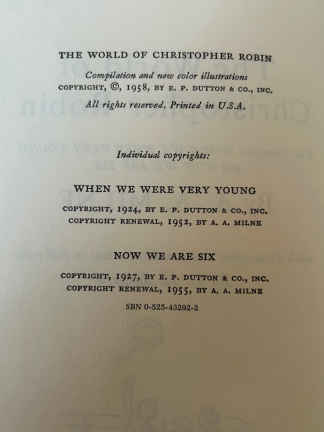 THE WORLD OF CHRISTOPHER ROBIN
Compilation and new color illustrations
COPYRIGHT, ©, 1958, BY E. P. DUTTON & CO., INC.
All rights reserved. Printed in U.S.A.
Individual copyrights:
WHEN WE WERE VERY YOUNG
COPYRIGHT, 1924, BY E. P. DUTTON & CO., INC.
COPYRIGHT RENEWAL, 1952, BY A. A. MILNE
NOW WE ARE SIX
COPYRIGHT, 1927, BY E. P. DUTTON & CO., INC.
COPYRIGHT RENEWAL, 1955, BY A. A. MILNE
SBN 0-525-43292-2